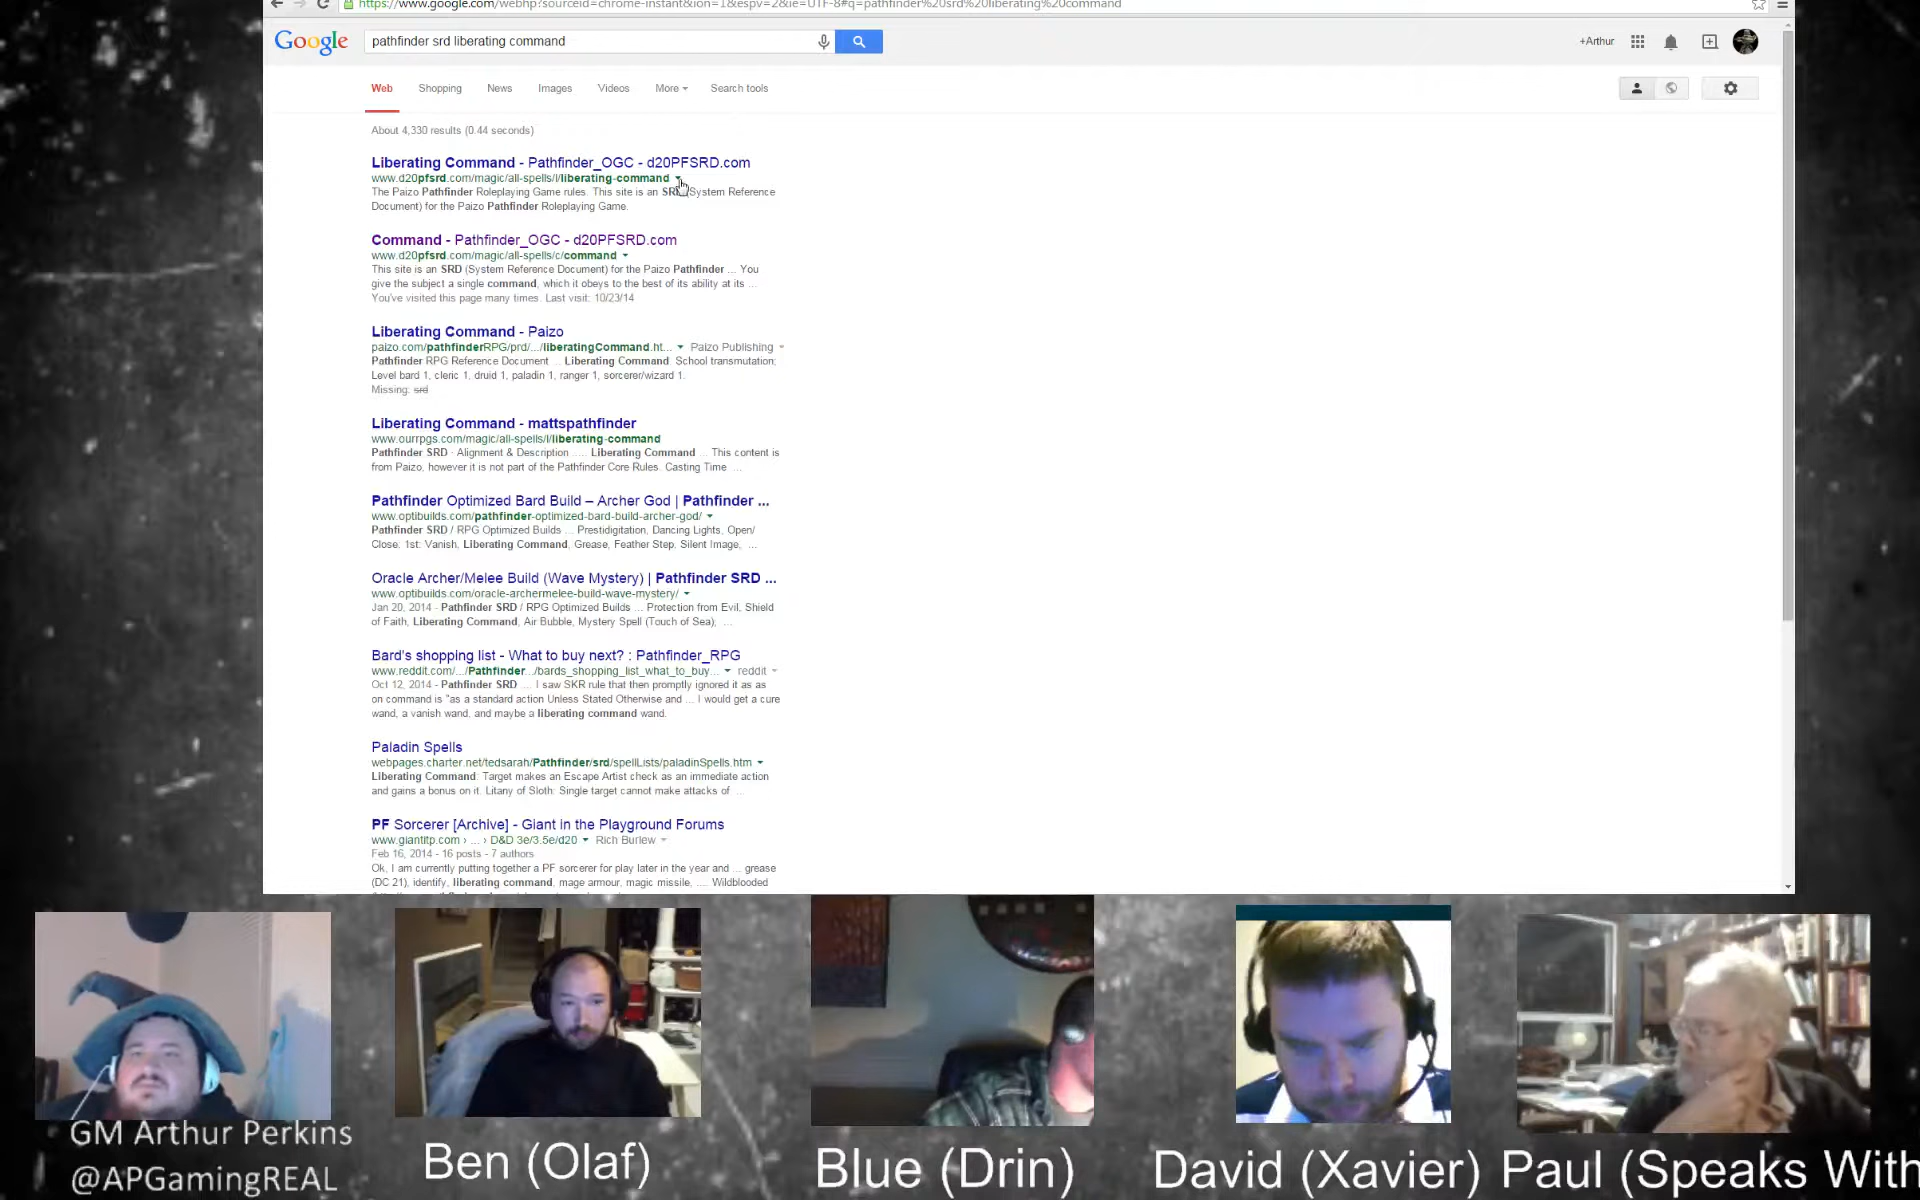 https://www.google.com/webhp?sourceid=chrome-instant&ion=1&espv=2&ie=UTF-8#q=pathfinder%20srd%20liberating%20command
Google
pathfinder srd liberating command
+Arthur
Web Shopping News Images Videos More Search tools
About 4,330 results (0.44 seconds)
Liberating Command - Pathfinder_OGC - d20PFSRD.com
www.d20pfsrd.com/magic/all-spells/l/liberating-command
The Paizo Pathfinder Roleplaying Game rules. This site is an SRD (System Reference
Document) for the Paizo Pathfinder Roleplaying Game.
Command - Pathfinder_OGC - d20PFSRD.com
www.d20pfsrd.com/magic/all-spells/c/command
This site is an SRD (System Reference Document) for the Paizo Pathfinder ... You
give the subject a single command, which it obeys to the best of its ability at its ...
You've visited this page many times. Last visit: 10/23/14
Liberating Command - Paizo
paizo.com/pathfinderRPG/prd/.../liberatingCommand.ht... Paizo Publishing
Pathfinder RPG Reference Document ... Liberating Command. School transmutation;
Level bard 1, cleric 1, druid 1, paladin 1, ranger 1, sorcerer/wizard 1.
Missing: srd
Liberating Command - mattspathfinder
www.ourrpgs.com/magic/all-spells/l/liberating-command
Pathfinder SRD · Alignment & Description ..... Liberating Command ... This content is
from Paizo, however it is not part of the Pathfinder Core Rules. Casting Time ...
Pathfinder Optimized Bard Build – Archer God | Pathfinder ...
www.optibuilds.com/pathfinder-optimized-bard-build-archer-god/
Pathfinder SRD / RPG Optimized Builds ... Prestidigitation, Dancing Lights, Open/
Close; 1st: Vanish, Liberating Command, Grease, Feather Step, Silent Image, ...
Oracle Archer/Melee Build (Wave Mystery) | Pathfinder SRD ...
www.optibuilds.com/oracle-archermelee-build-wave-mystery/
Jan 20, 2014 - Pathfinder SRD / RPG Optimized Builds ... Protection from Evil, Shield
of Faith, Liberating Command, Air Bubble, Mystery Spell (Touch of Sea); ...
Bard's shopping list - What to buy next? : Pathfinder_RPG
www.reddit.com/.../Pathfinder.../bards_shopping_list_what_to_buy... reddit
Oct 12, 2014 - Pathfinder SRD ... I saw SKR rule that then promptly ignored it as as
on command is "as a standard action Unless Stated Otherwise and ... I would get a cure
wand, a vanish wand, and maybe a liberating command wand.
Paladin Spells
webpages.charter.net/tedsarah/Pathfinder/srd/spellLists/paladinSpells.htm
Liberating Command: Target makes an Escape Artist check as an immediate action
and gains a bonus on it. Litany of Sloth: Single target cannot make attacks of ...
PF Sorcerer [Archive] - Giant in the Playground Forums
www.giantitp.com › ... › D&D 3e/3.5e/d20 Rich Burlew
Feb 16, 2014 - 16 posts - 7 authors
Ok, I am currently putting together a PF sorcerer for play later in the year and ... grease
(DC 21), identify, liberating command, mage armour, magic missile, .... Wildblooded
GM Arthur Perkins
@APGamingREAL
Ben (Olaf)
Blue (Drin)
David (Xavier)
Paul (Speaks With